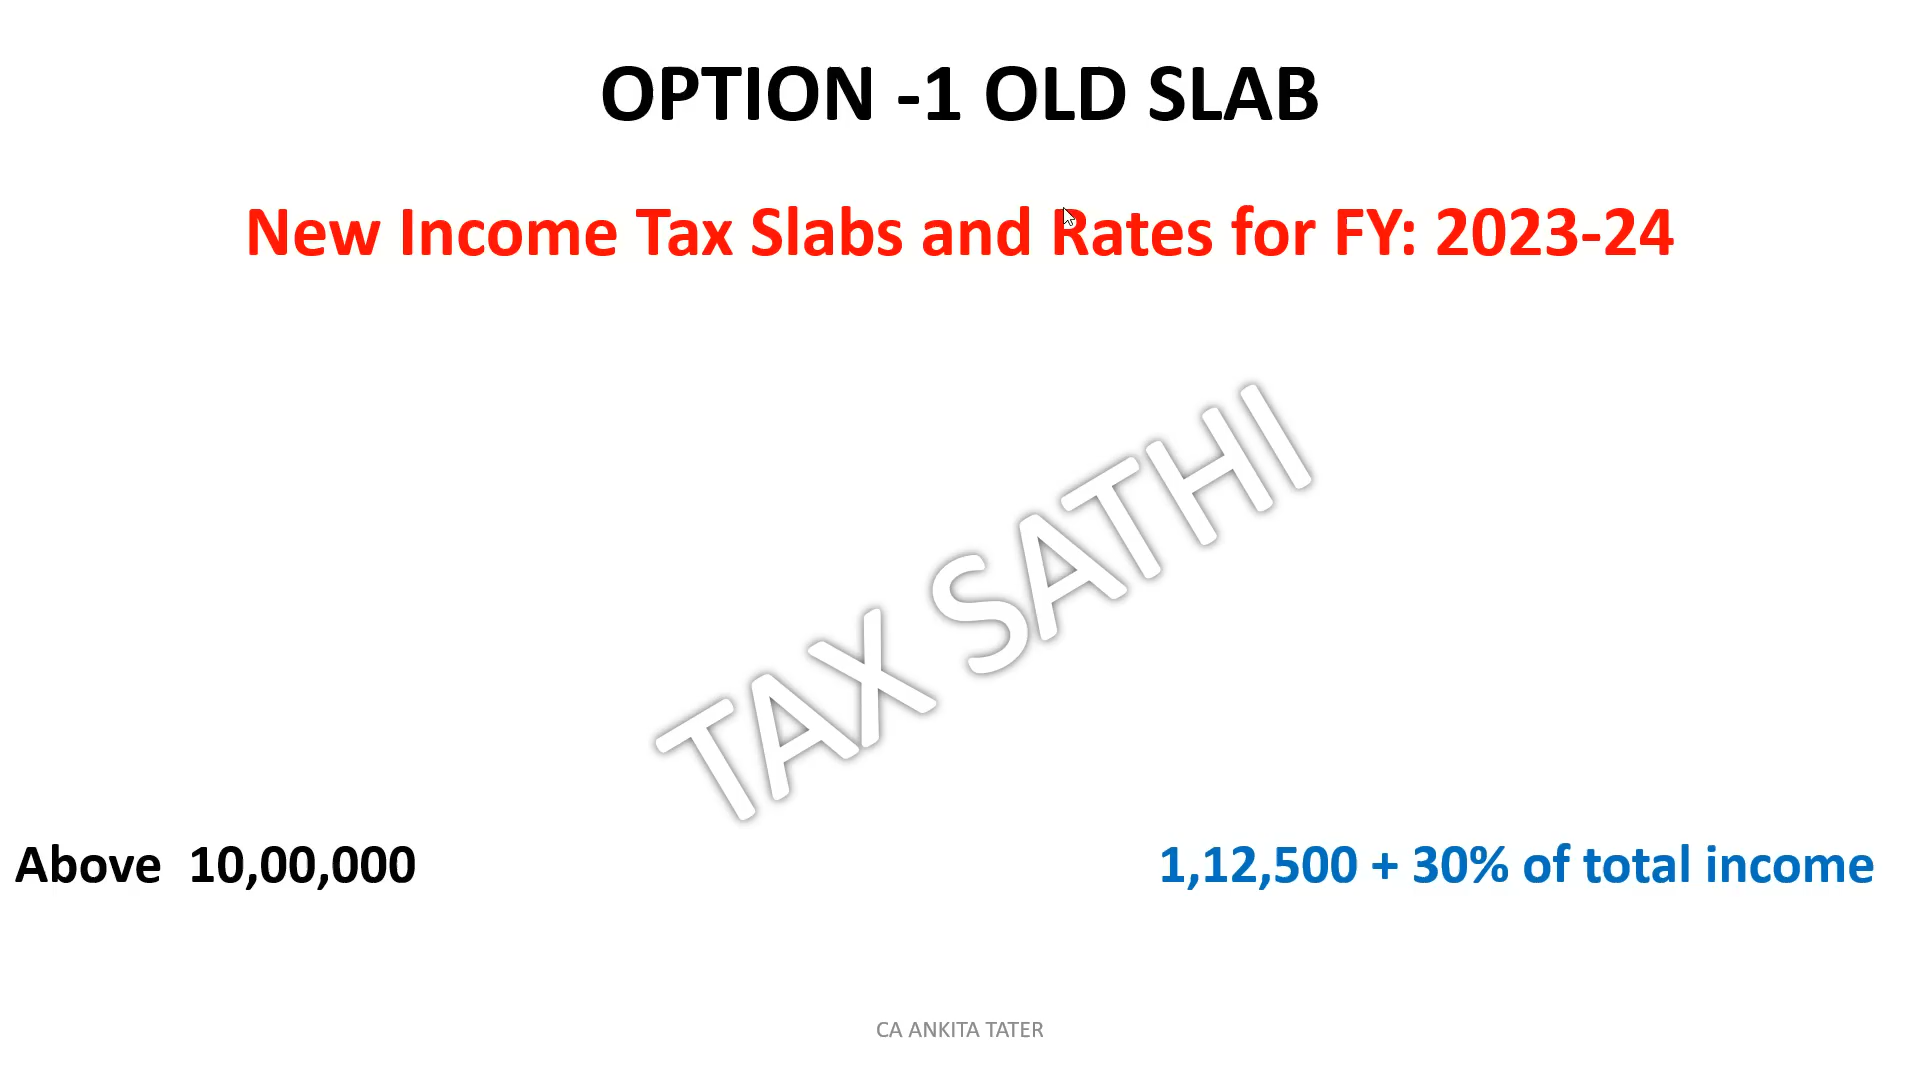 OPTION -1 OLD SLAB
New Income Tax Slabs and Rates for FY: 2023-24
TAX SATHI
Above 10,00,000
1,12,500 + 30% of total income
CA ANKITA TATER